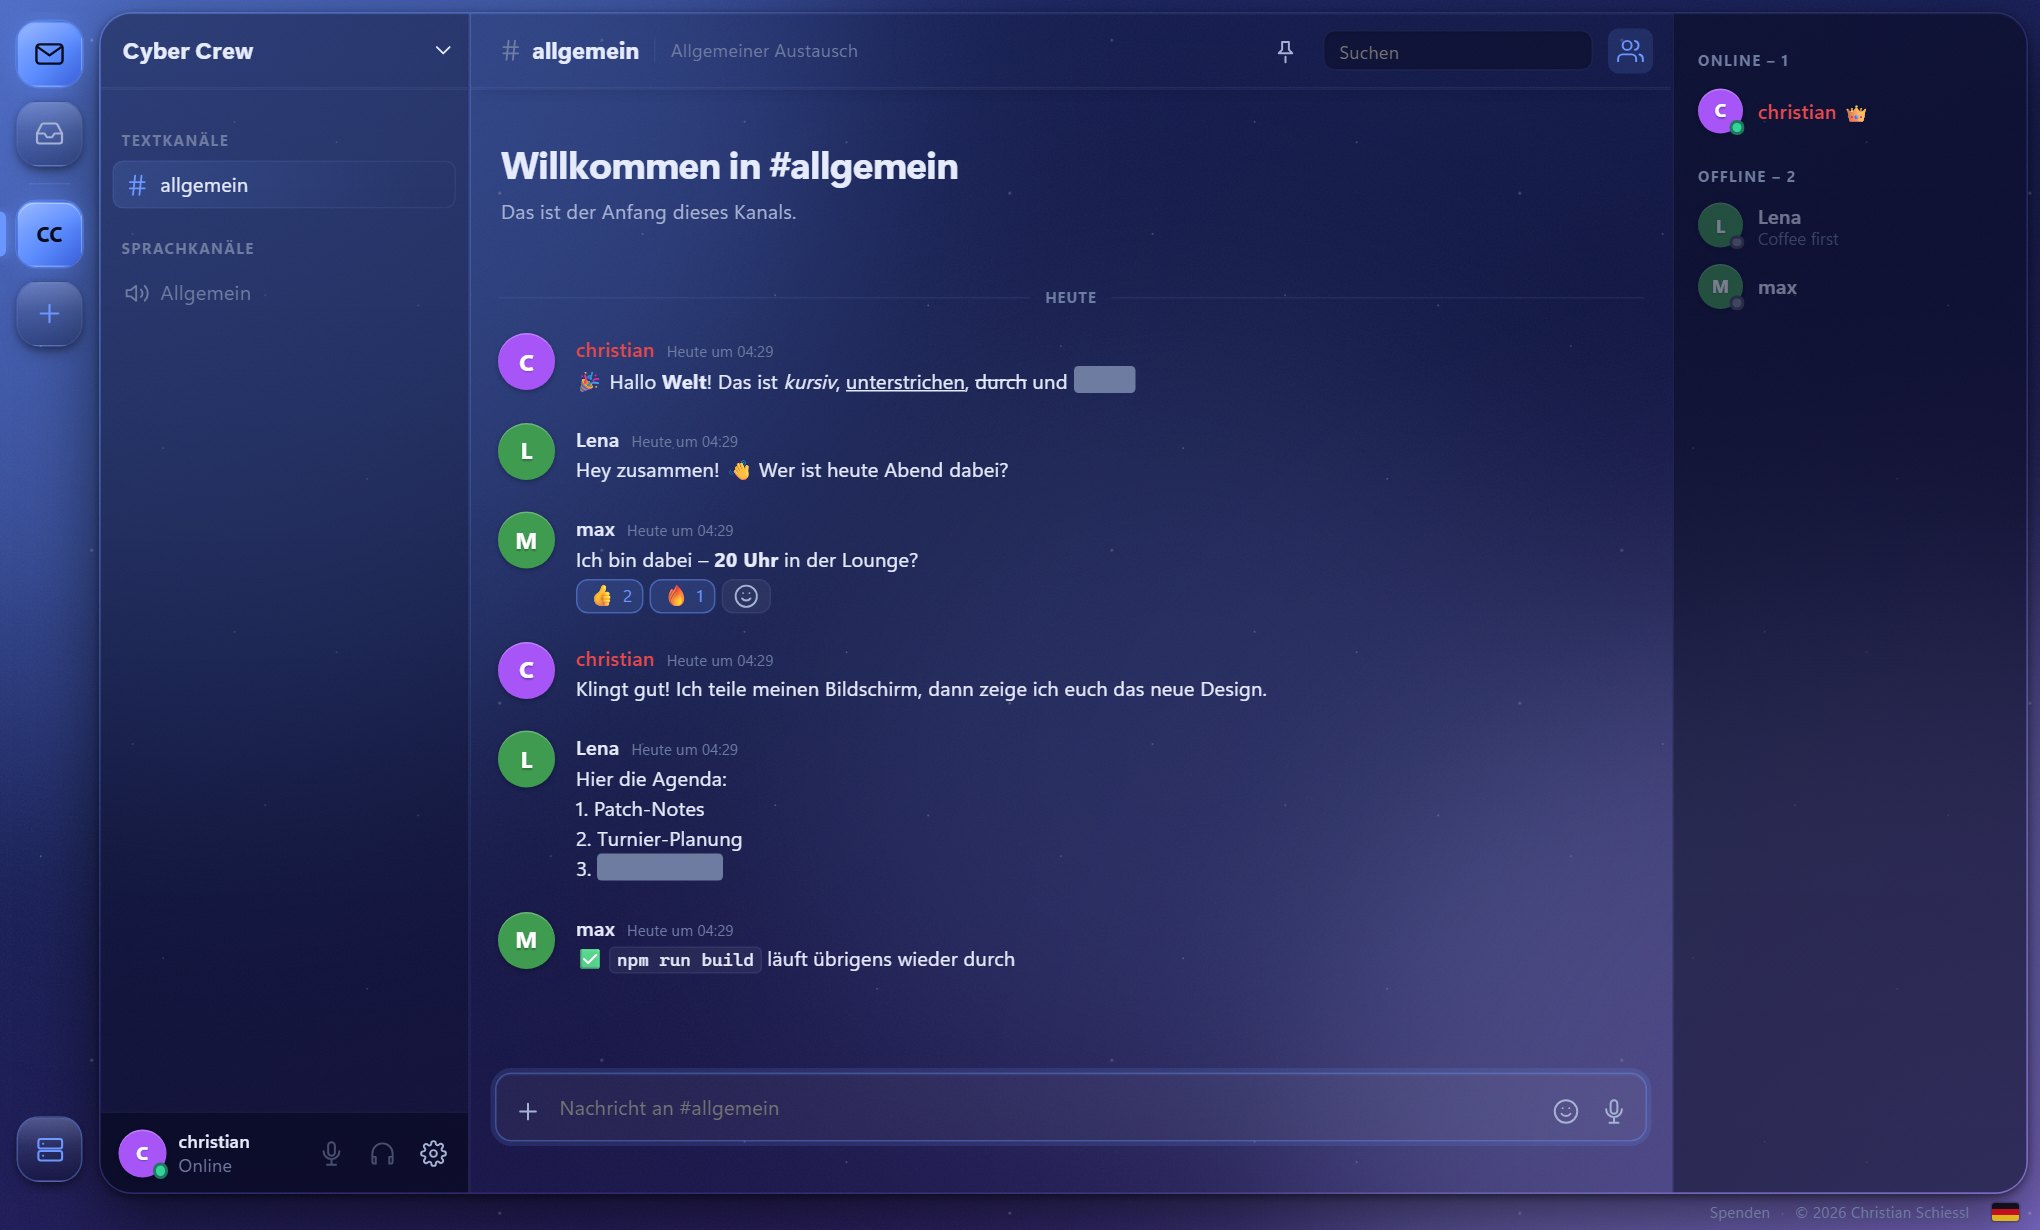 Cyber Crew
# allgemein
Allgemeiner Austausch
Suchen
CC
TEXTKANÄLE
# allgemein
SPRACHKANÄLE
Allgemein
Willkommen in #allgemein
Das ist der Anfang dieses Kanals.
HEUTE
C
christian Heute um 04:29
🎉 Hallo Welt! Das ist kursiv, unterstrichen, durch und
L
Lena Heute um 04:29
Hey zusammen! 👋 Wer ist heute Abend dabei?
M
max Heute um 04:29
Ich bin dabei – 20 Uhr in der Lounge?
👍 2 🔥 1
C
christian Heute um 04:29
Klingt gut! Ich teile meinen Bildschirm, dann zeige ich euch das neue Design.
L
Lena Heute um 04:29
Hier die Agenda:
1. Patch-Notes
2. Turnier-Planung
3.
M
max Heute um 04:29
✅ npm run build läuft übrigens wieder durch
Nachricht an #allgemein
C
christian
Online
ONLINE – 1
C
christian 👑
OFFLINE – 2
L
Lena
Coffee first
M
max
Spenden · © 2026 Christian Schiessl